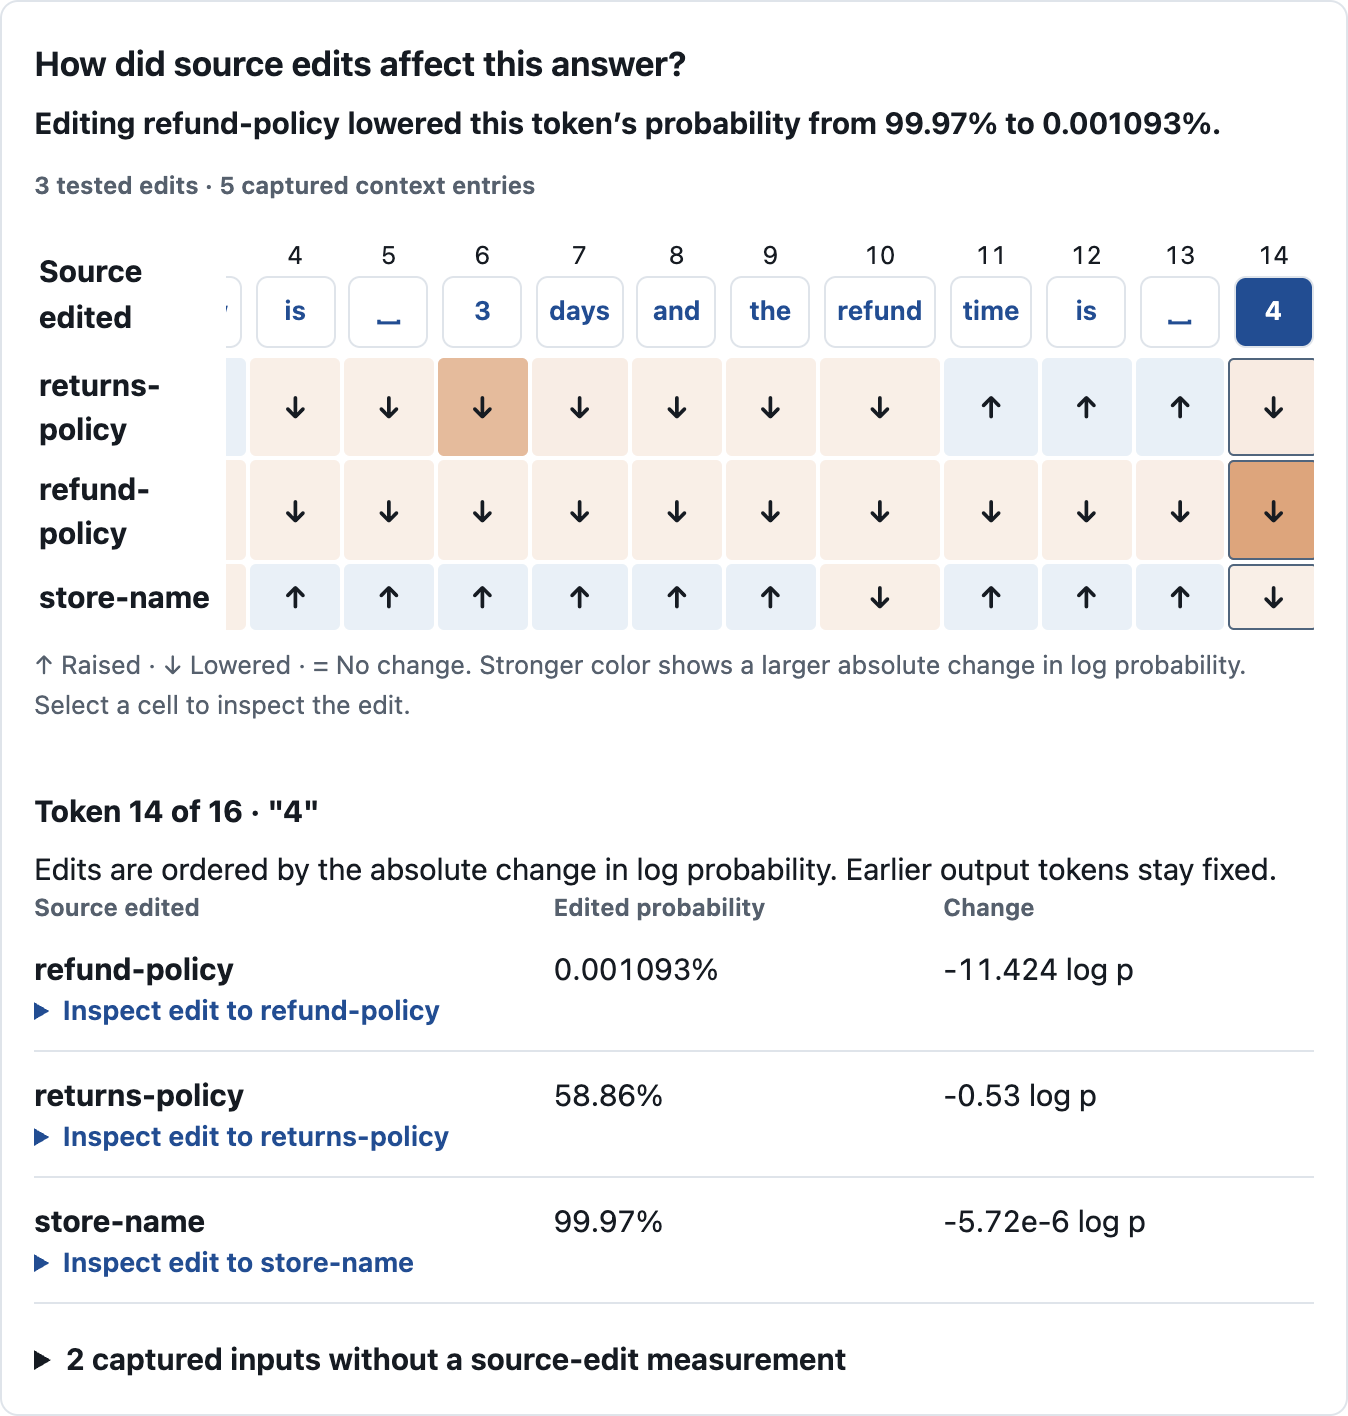 How did source edits affect this answer?
Editing refund-policy lowered this token’s probability from 99.97% to 0.001093%.
3 tested edits · 5 captured context entries
Source edited
4 5 6 7 8 9 10 11 12 13 14
is ⎵ 3 days and the refund time is ⎵ 4
returns-
policy
↓ ↓ ↓ ↓ ↓ ↓ ↓ ↑ ↑ ↑ ↓
refund-
policy
↓ ↓ ↓ ↓ ↓ ↓ ↓ ↓ ↓ ↓ ↓
store-name ↑ ↑ ↑ ↑ ↑ ↑ ↓ ↑ ↑ ↑ ↓
↑ Raised · ↓ Lowered · = No change. Stronger color shows a larger absolute change in log probability.
Select a cell to inspect the edit.
Token 14 of 16 · "4"
Edits are ordered by the absolute change in log probability. Earlier output tokens stay fixed.
Source edited Edited probability Change
refund-policy 0.001093% -11.424 log p
▶ Inspect edit to refund-policy
returns-policy 58.86% -0.53 log p
▶ Inspect edit to returns-policy
store-name 99.97% -5.72e-6 log p
▶ Inspect edit to store-name
▶ 2 captured inputs without a source-edit measurement